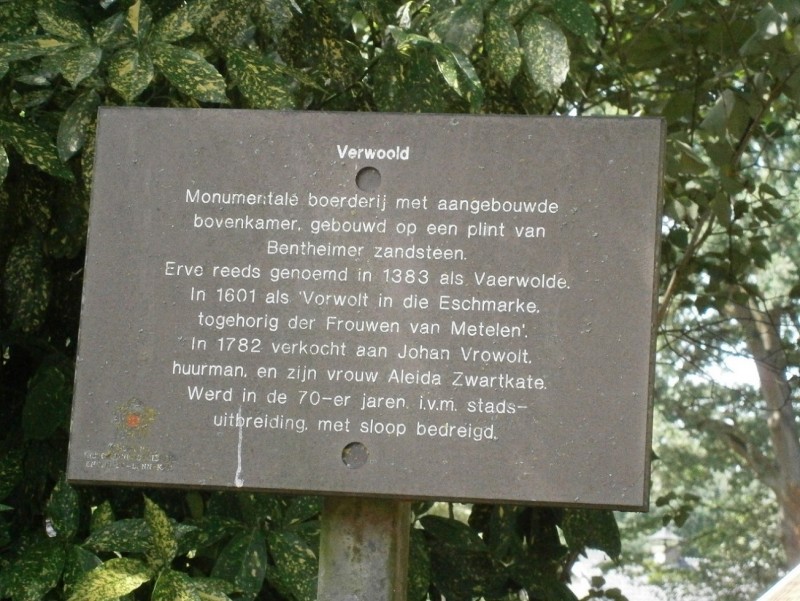 Verwoold
Monumentale boerderij met aangebouwde
bovenkamer, gebouwd op een plint van
Bentheimer zandsteen.
Erve reeds genoemd in 1383 als Vaerwolde.
In 1601 als 'Vorwolt in die Eschmarke,
togehorig der Frouwen van Metelen'.
In 1782 verkocht aan Johan Vrowolt,
huurman, en zijn vrouw Aleida Zwartkate.
Werd in de 70-er jaren, i.v.m. stads-
uitbreiding, met sloop bedreigd.